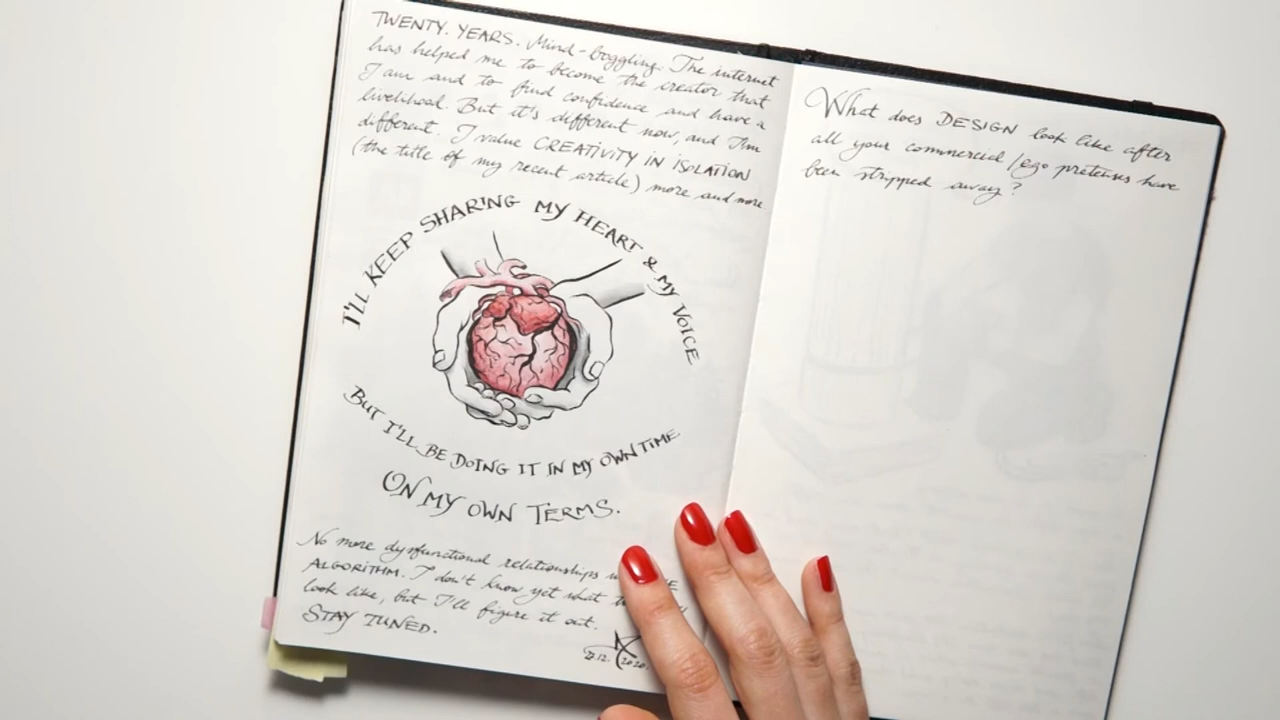 TWENTY. YEARS. Mind-boggling. The internet
has helped me to become the creator that
I am and to find confidence and have a
livelihood. But it's different now, and I'm
different. I value CREATIVITY IN ISOLATION
(the title of my recent article) more and more
I'LL KEEP SHARING MY HEART & MY VOICE
BUT I'LL BE DOING IT IN MY OWN TIME
ON MY OWN TERMS.
No more dysfunctional relationships
ALGORITHM. I don't know yet what
look like, but I'll figure it out.
STAY TUNED.
12. 2020.
What does DESIGN look like after
all your commercial/ego pretenses have
been stripped away?